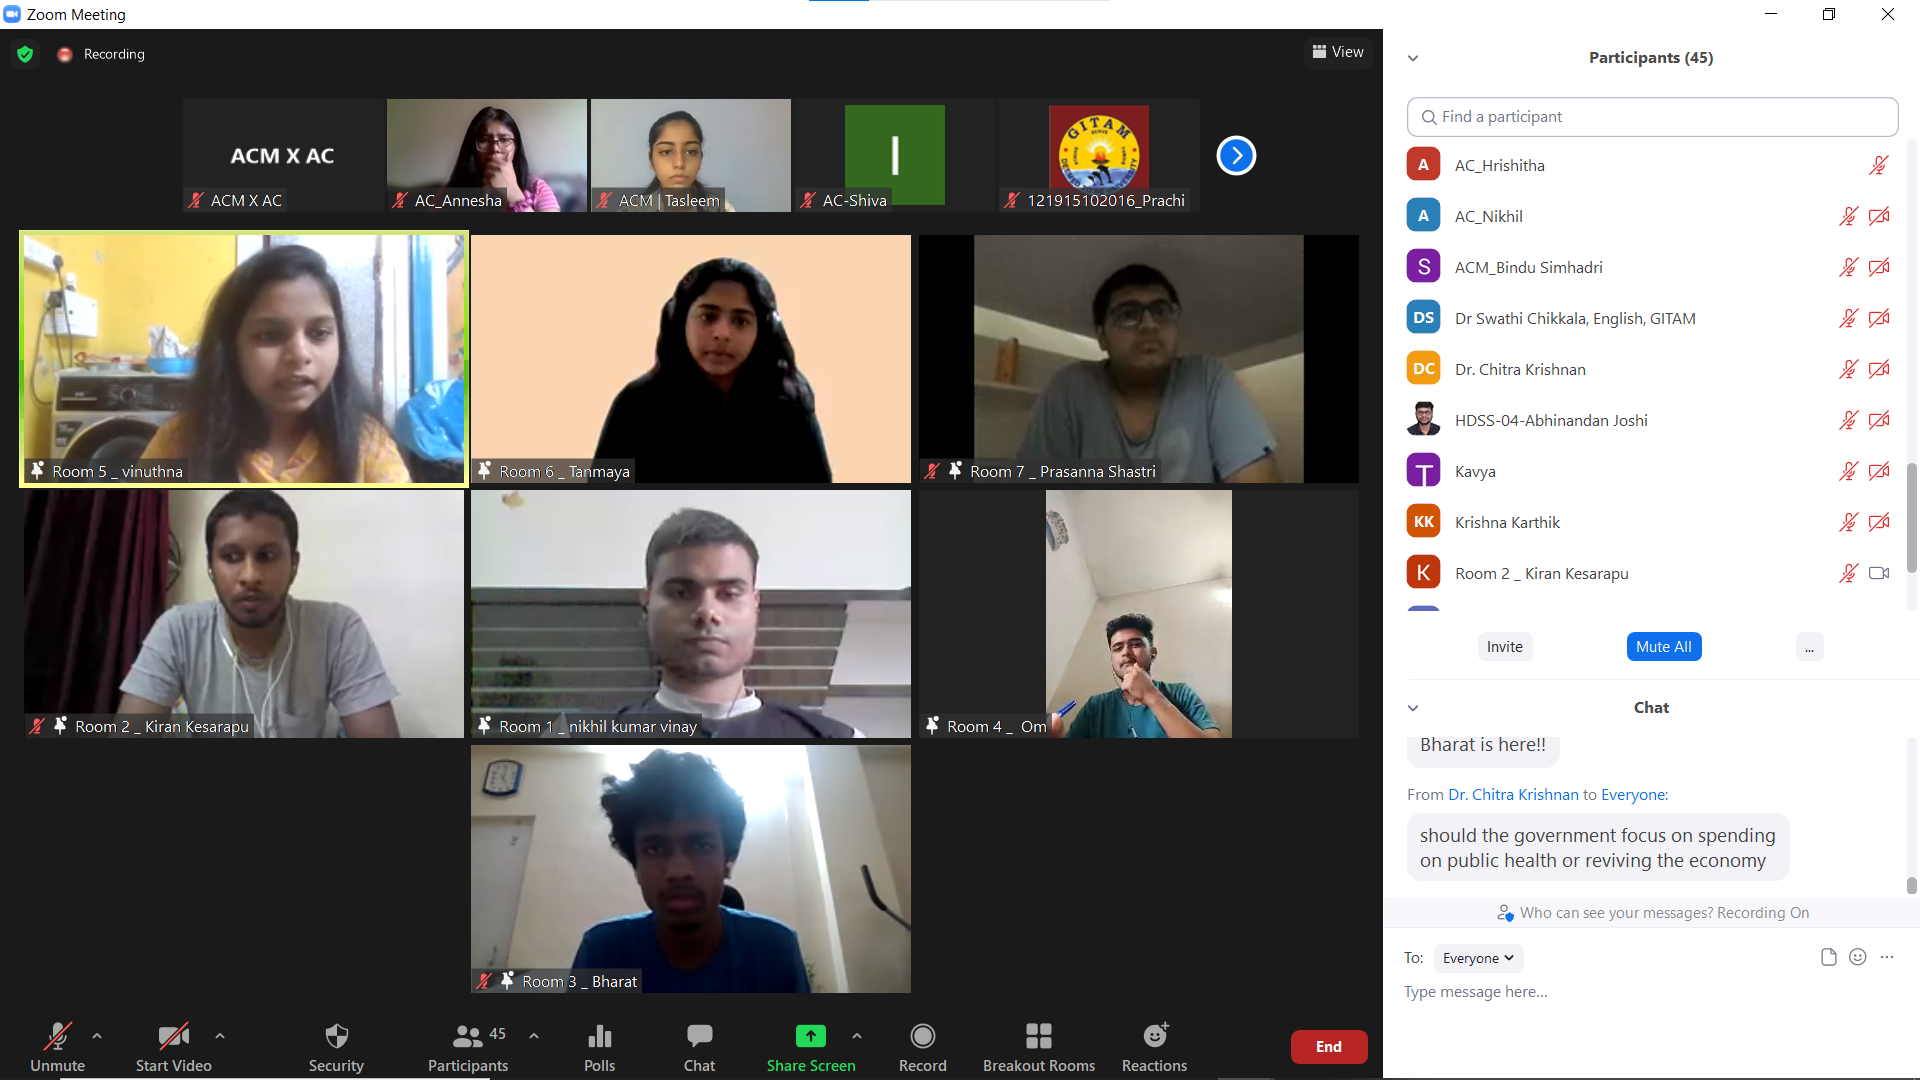 Zoom Meeting
Recording
View
ACM X AC
ACM X AC
AC_Annesha
ACM | Tasleem
I
AC-Shiva
GITAM
121915102016_Prachi
Room 5 _ vinuthna
Room 6 _ Tanmaya
Room 7 _ Prasanna Shastri
Room 2 _ Kiran Kesarapu
Room 1 _ nikhil kumar vinay
Room 4 _ Om
Room 3 _ Bharat
Unmute
Start Video
Security
45
Participants
Polls
Chat
Share Screen
Record
Breakout Rooms
Reactions
End
Participants (45)
Find a participant
A AC_Hrishitha
A AC_Nikhil
S ACM_Bindu Simhadri
DS Dr Swathi Chikkala, English, GITAM
DC Dr. Chitra Krishnan
HDSS-04-Abhinandan Joshi
T Kavya
KK Krishna Karthik
K Room 2 _ Kiran Kesarapu
Invite
Mute All
...
Chat
Bharat is here!!
From Dr. Chitra Krishnan to Everyone:
should the government focus on spending
on public health or reviving the economy
Who can see your messages? Recording On
To: Everyone
Type message here...